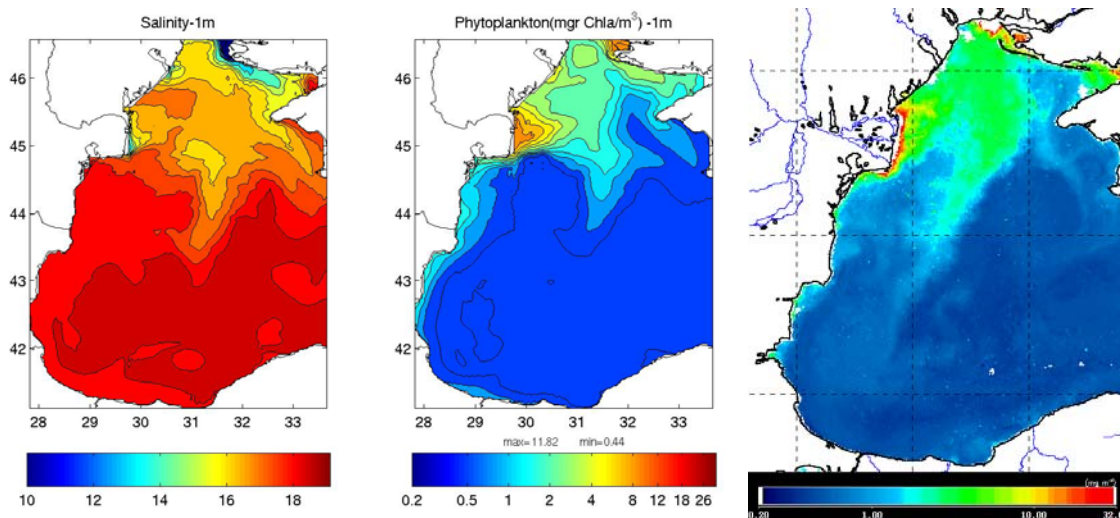 Salinity-1m
46
45
44
43
42
28 29 30 31 32 33
10 12 14 16 18
Phytoplankton(mgr Chla/m³) -1m
46
45
44
43
42
28 29 30 31 32 33
max=11.82 min=0.44
0.2 0.5 1 2 4 8 12 18 26
(mg m⁻³)
0.20 1.00 10.00 32